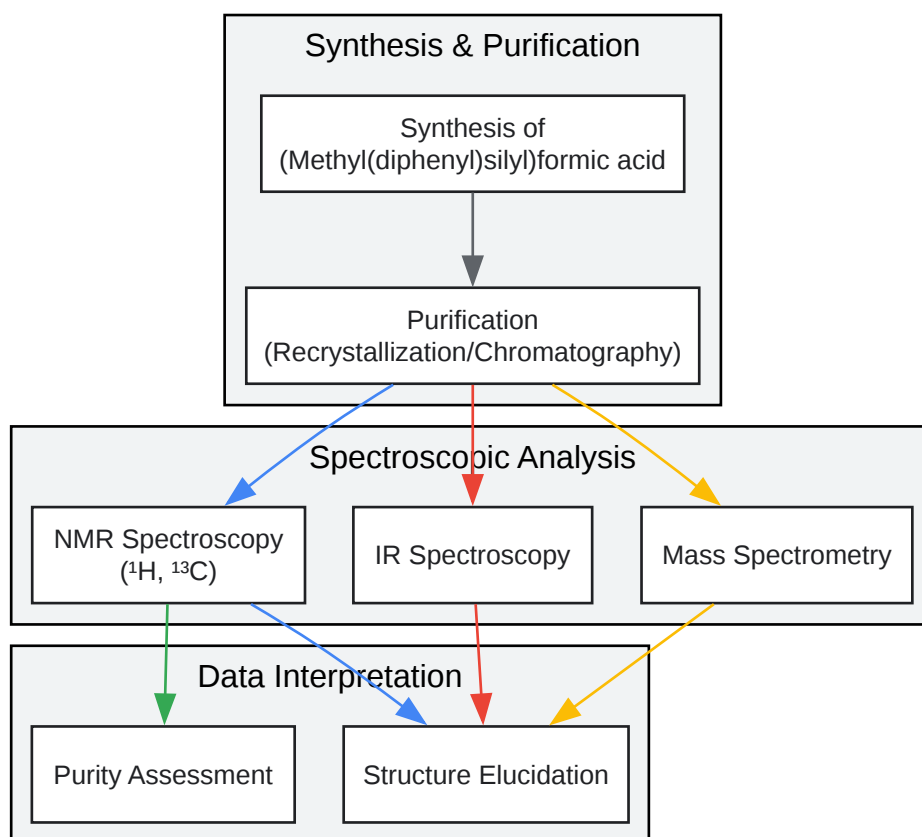 Synthesis & Purification
Synthesis of
(Methyl(diphenyl)silyl)formic acid
Purification
(Recrystallization/Chromatography)
Spectroscopic Analysis
NMR Spectroscopy
(¹H, ¹³C)
IR Spectroscopy
Mass Spectrometry
Data Interpretation
Purity Assessment
Structure Elucidation